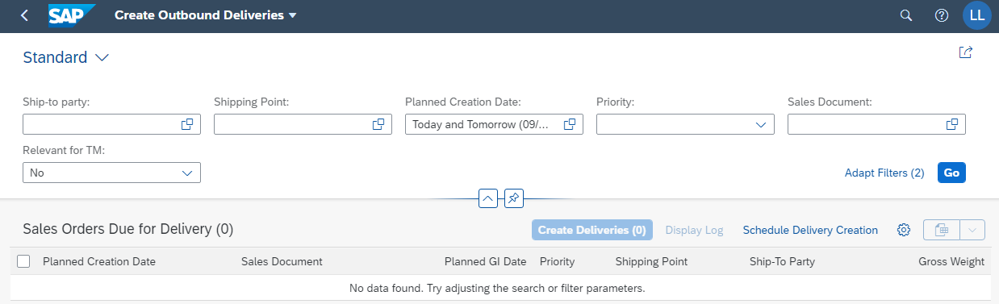 SAP Create Outbound Deliveries LL
Standard
Ship-to party: Shipping Point: Planned Creation Date: Priority: Sales Document:
Today and Tomorrow (09/...
Relevant for TM:
No Adapt Filters (2) Go
Sales Orders Due for Delivery (0) Create Deliveries (0) Display Log Schedule Delivery Creation
Planned Creation Date Sales Document Planned GI Date Priority Shipping Point Ship-To Party Gross Weight
No data found. Try adjusting the search or filter parameters.